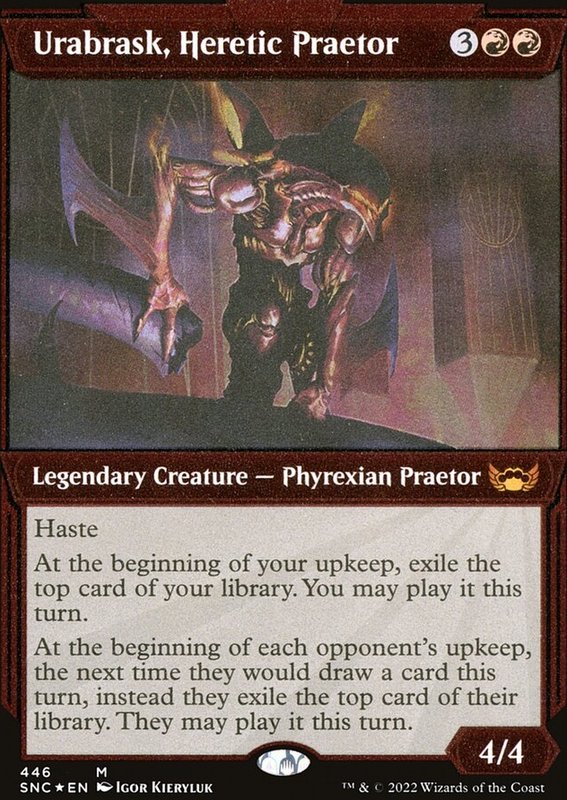 Urabrask, Heretic Praetor 3
Legendary Creature — Phyrexian Praetor
Haste
At the beginning of your upkeep, exile the
top card of your library. You may play it this
turn.
At the beginning of each opponent's upkeep,
the next time they would draw a card this
turn, instead they exile the top card of their
library. They may play it this turn.
4/4
446 M
SNC ★ EN Igor Kieryluk
™ & © 2022 Wizards of the Coast